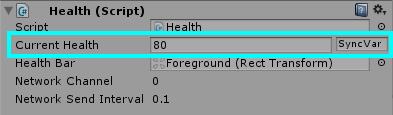 Health (Script)
Script Health
Current Health 80 SyncVar
Health Bar Foreground (Rect Transform)
Network Channel 0
Network Send Interval 0.1